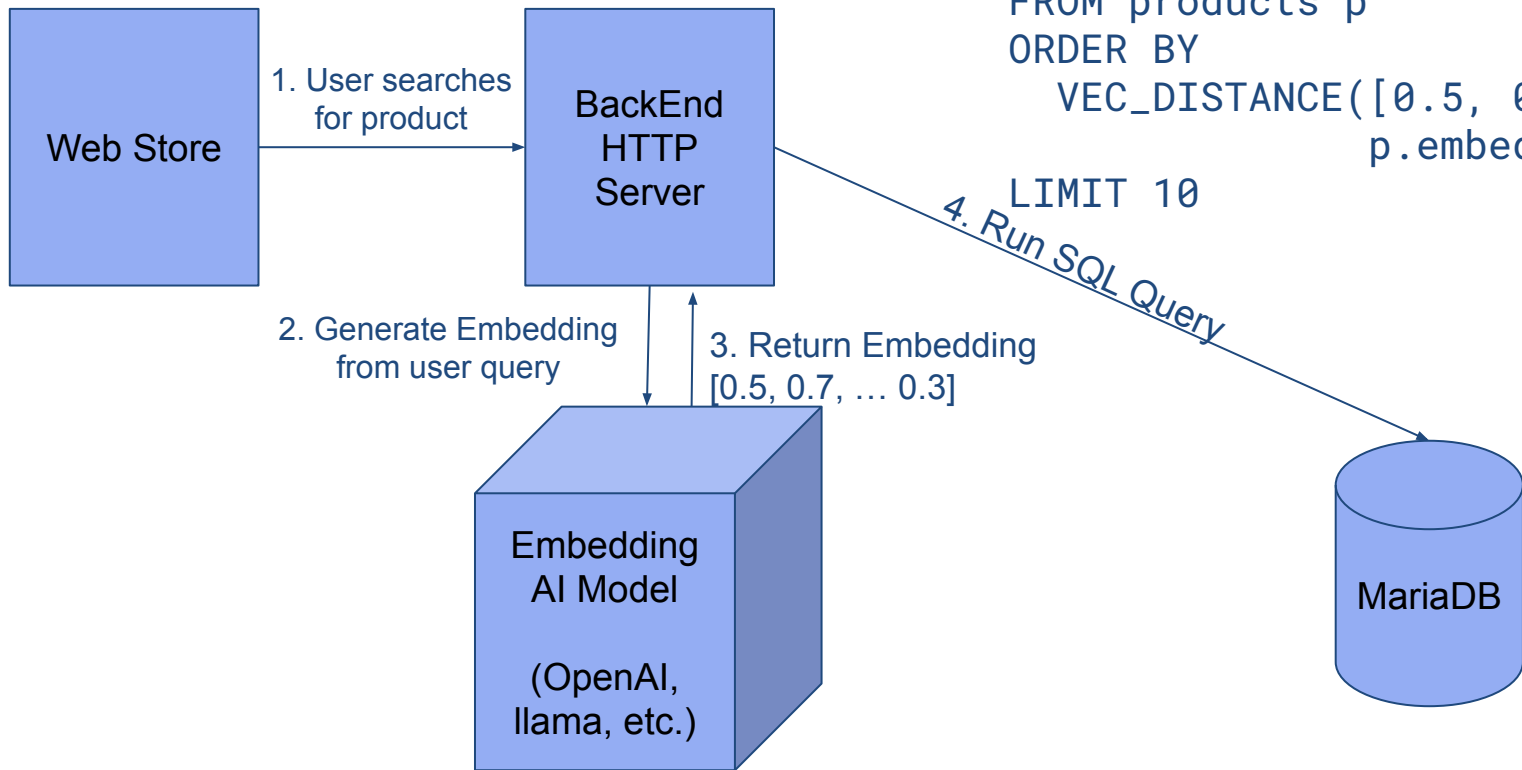 FROM products p
ORDER BY
VEC_DISTANCE([0.5,
p.embed
LIMIT 10
Web Store
1. User searches
for product
BackEnd
HTTP
Server
4. Run SQL Query
2. Generate Embedding
from user query
3. Return Embedding
[0.5, 0.7, … 0.3]
Embedding
AI Model
(OpenAI,
llama, etc.)
MariaDB